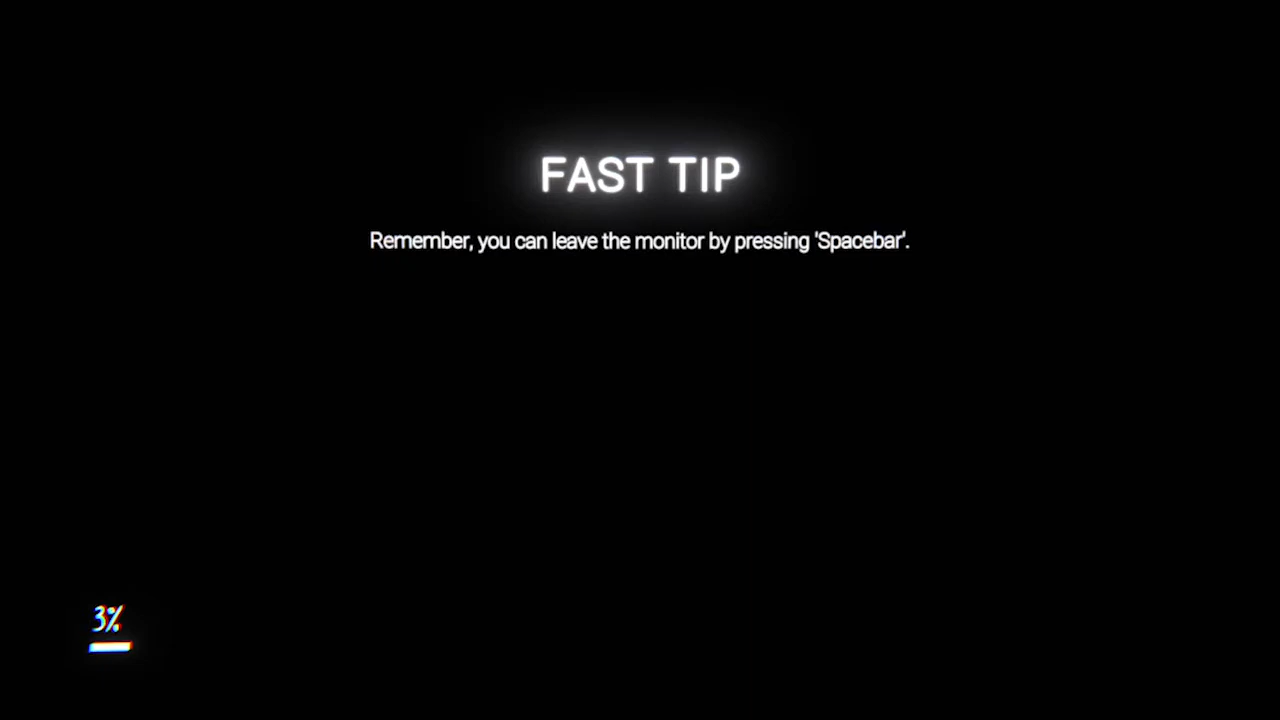 FAST TIP
Remember, you can leave the monitor by pressing 'Spacebar'.
3%